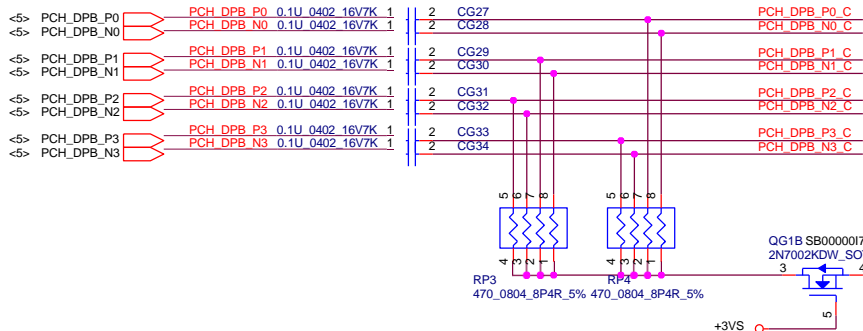 <5> PCH_DPB_P0 PCH_DPB_P0 0.1U_0402_16V7K 1 2 CG27 PCH_DPB_P0_C
<5> PCH_DPB_N0 PCH_DPB_N0 0.1U_0402_16V7K 1 2 CG28 PCH_DPB_N0_C
<5> PCH_DPB_P1 PCH_DPB_P1 0.1U_0402_16V7K 1 2 CG29 PCH_DPB_P1_C
<5> PCH_DPB_N1 PCH_DPB_N1 0.1U_0402_16V7K 1 2 CG30 PCH_DPB_N1_C
<5> PCH_DPB_P2 PCH_DPB_P2 0.1U_0402_16V7K 1 2 CG31 PCH_DPB_P2_C
<5> PCH_DPB_N2 PCH_DPB_N2 0.1U_0402_16V7K 1 2 CG32 PCH_DPB_N2_C
<5> PCH_DPB_P3 PCH_DPB_P3 0.1U_0402_16V7K 1 2 CG33 PCH_DPB_P3_C
<5> PCH_DPB_N3 PCH_DPB_N3 0.1U_0402_16V7K 1 2 CG34 PCH_DPB_N3_C
5 6 7 8 5 6 7 8
4 3 2 1 4 3 2 1
QG1B SB00000I7
2N7002KDW_SO
3 4
RP3 RP4
470_0804_8P4R_5% 470_0804_8P4R_5%
5
+3VS